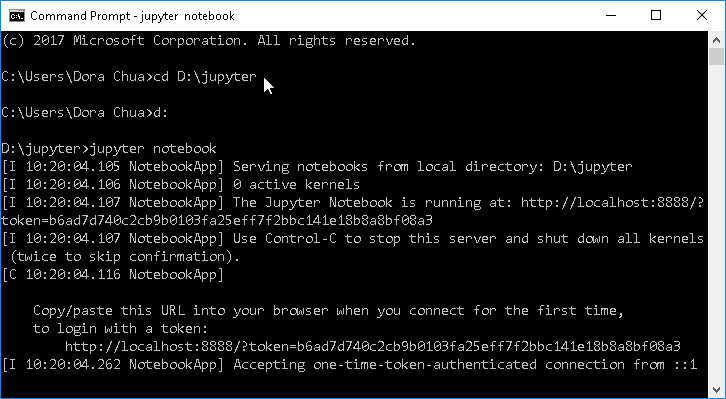 Command Prompt - jupyter  notebook
(c) 2017 Microsoft Corporation. All rights reserved.
C:\Users\Dora Chua>cd D:\jupyter
C:\Users\Dora Chua>d:
D:\jupyter>jupyter notebook
[I 10:20:04.105 NotebookApp] Serving notebooks from local directory: D:\jupyter
[I 10:20:04.106 NotebookApp] 0 active kernels
[I 10:20:04.107 NotebookApp] The Jupyter Notebook is running at: http://localhost:8888/?
token=b6ad7d740c2cb9b0103fa25eff7f2bbc141e18b8a8bf08a3
[I 10:20:04.107 NotebookApp] Use Control-C to stop this server and shut down all kernels
 (twice to skip confirmation).
[C 10:20:04.116 NotebookApp]
    Copy/paste this URL into your browser when you connect for the first time,
    to login with a token:
        http://localhost:8888/?token=b6ad7d740c2cb9b0103fa25eff7f2bbc141e18b8a8bf08a3
[I 10:20:04.262 NotebookApp] Accepting one-time-token-authenticated connection from ::1